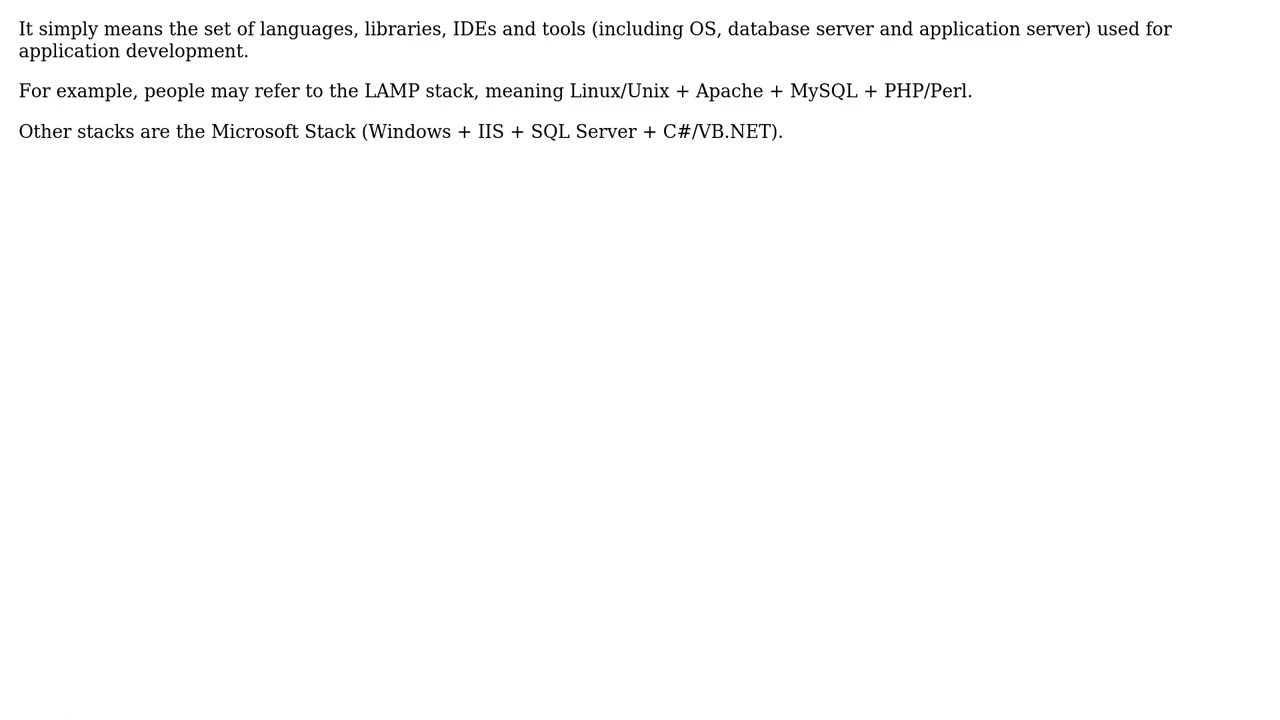 It simply means the set of languages, libraries, IDEs and tools (including OS, database server and application server) used for
application development.
For example, people may refer to the LAMP stack, meaning Linux/Unix + Apache + MySQL + PHP/Perl.
Other stacks are the Microsoft Stack (Windows + IIS + SQL Server + C#/VB.NET).